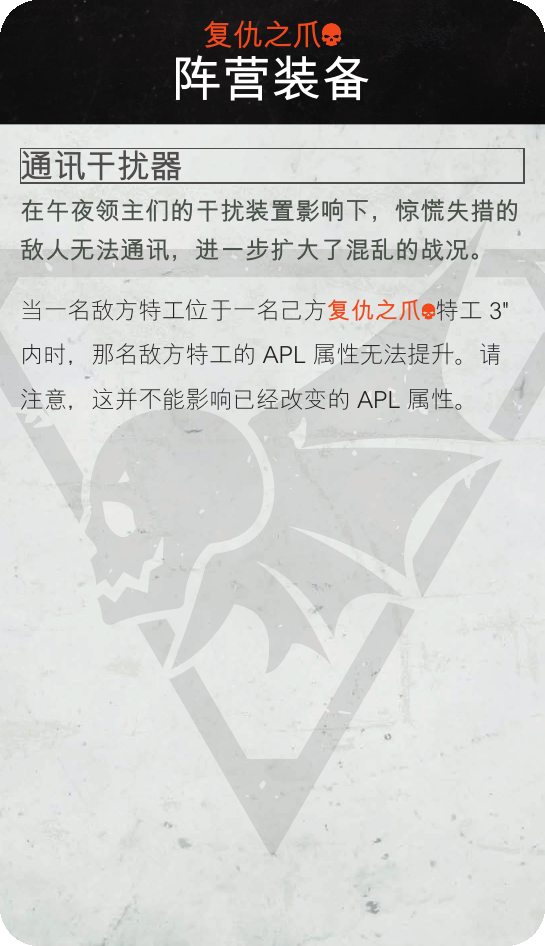 复仇之爪
阵营装备
通讯干扰器
在午夜领主们的干扰装置影响下，惊慌失措的
敌人无法通讯，进一步扩大了混乱的战况。
当一名敌方特工位于一名己方复仇之爪特工 3"
内时，那名敌方特工的 APL 属性无法提升。请
注意，这并不能影响已经改变的 APL 属性。